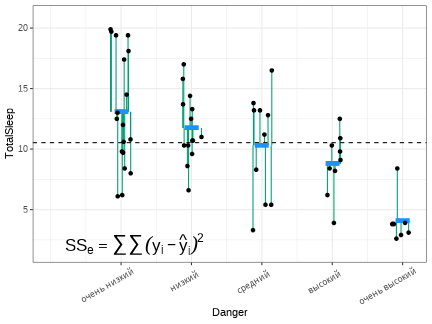 TotalSleep
20
15
10
5
SSₑ = ∑∑(yᵢ − ŷᵢ)²
очень низкий
низкий
средний
высокий
очень высокий
Danger